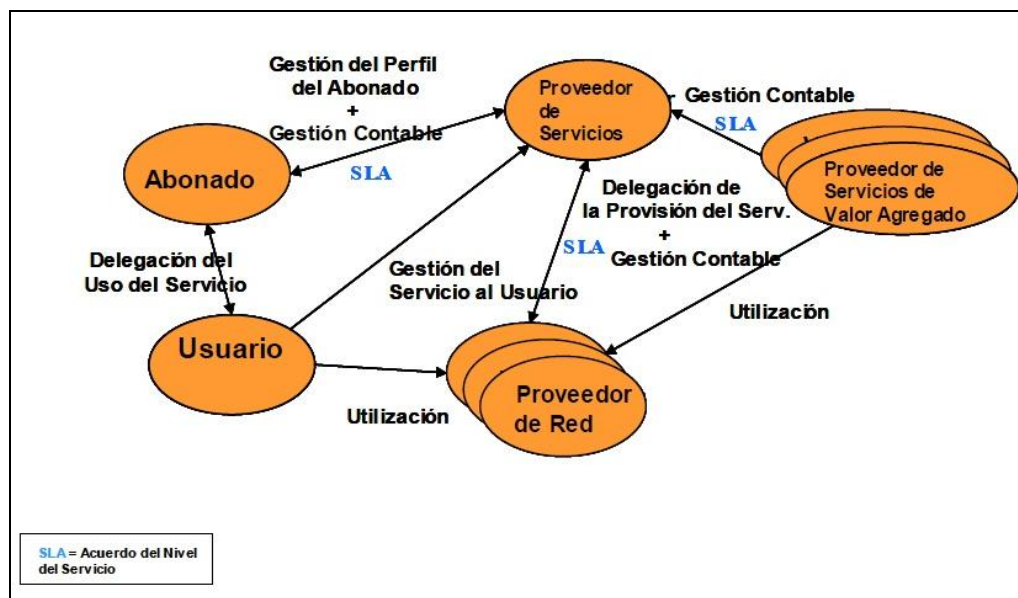 Gestión del Perfil
del Abonado
+
Gestión Contable
SLA
Proveedor
de
Servicios
Gestión Contable
SLA
Proveedor de
Servicios de
Valor Agregado
Abonado
Delegación de
la Provisión del Serv.
+
Gestión Contable
SLA
Delegación del
Uso del Servicio
Gestión del
Servicio al Usuario
Utilización
Usuario
Utilización
Proveedor
de Red
SLA = Acuerdo del Nivel
del Servicio